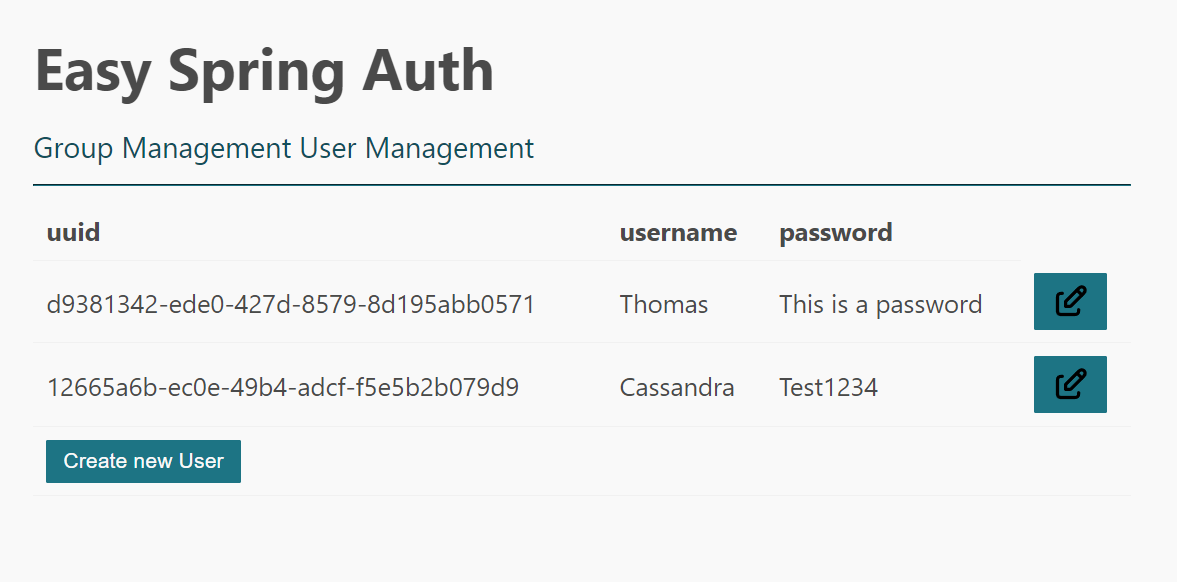 Easy Spring Auth
Group Management User Management
uuid username password
d9381342-ede0-427d-8579-8d195abb0571 Thomas This is a password
12665a6b-ec0e-49b4-adcf-f5e5b2b079d9 Cassandra Test1234
Create new User